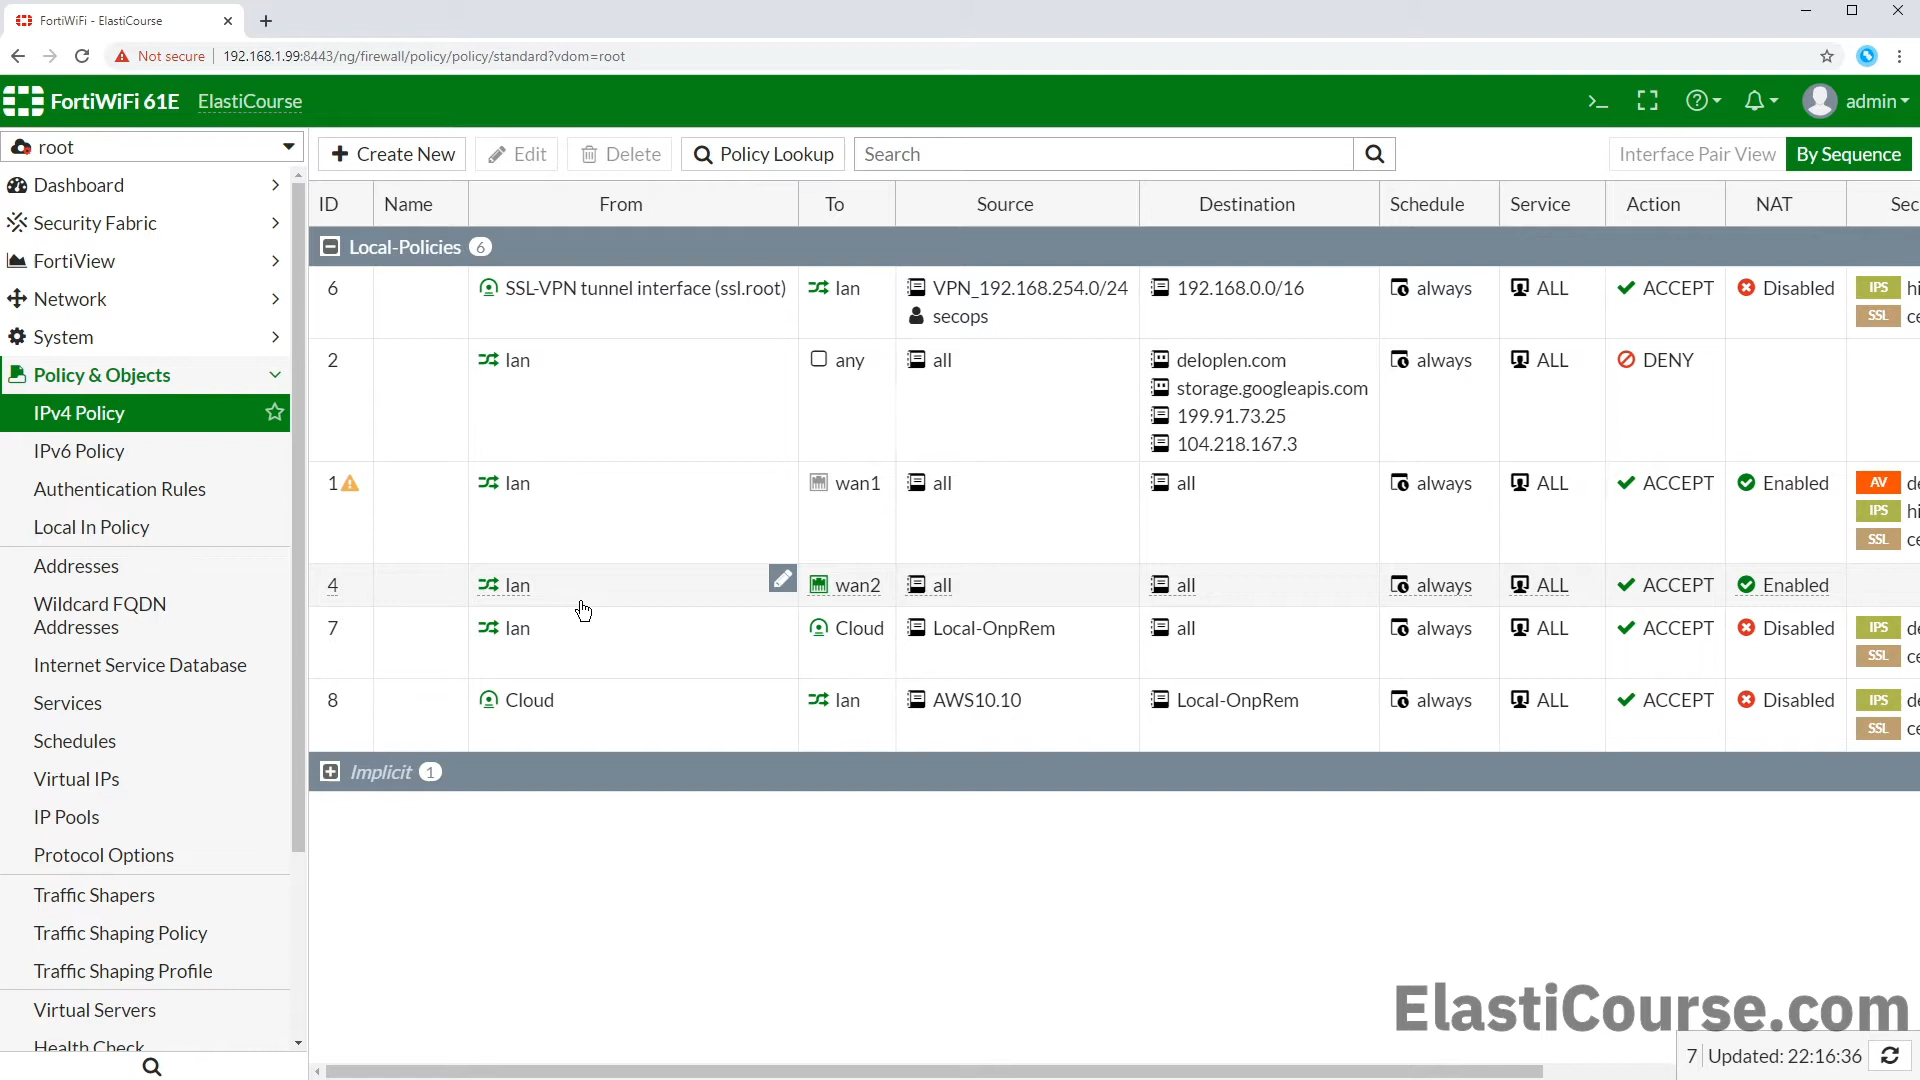 FortiWiFi - ElastiCourse
Not secure
192.168.1.99:8443/ng/firewall/policy/policy/standard?vdom=root
FortiWiFi 61E ElastiCourse
admin
root
Create New Edit Delete Policy Lookup Search Interface Pair View By Sequence
Dashboard
Security Fabric
FortiView
Network
System
Policy & Objects
IPv4 Policy
IPv6 Policy
Authentication Rules
Local In Policy
Addresses
Wildcard FQDN
Addresses
Internet Service Database
Services
Schedules
Virtual IPs
IP Pools
Protocol Options
Traffic Shapers
Traffic Shaping Policy
Traffic Shaping Profile
Virtual Servers
Health Check
ID Name From To Source Destination Schedule Service Action NAT Sec
Local-Policies 6
6 SSL-VPN tunnel interface (ssl.root) lan VPN_192.168.254.0/24 192.168.0.0/16 always ALL ACCEPT Disabled IPS hi
secops SSL ce
2 lan any all deloplen.com always ALL DENY
storage.googleapis.com
199.91.73.25
104.218.167.3
1 lan wan1 all all always ALL ACCEPT Enabled AV de
IPS hi
SSL ce
4 lan wan2 all all always ALL ACCEPT Enabled
7 lan Cloud Local-OnpRem all always ALL ACCEPT Disabled IPS de
SSL ce
8 Cloud lan AWS10.10 Local-OnpRem always ALL ACCEPT Disabled IPS de
SSL ce
Implicit 1
ElastiCourse.com
7 Updated: 22:16:36